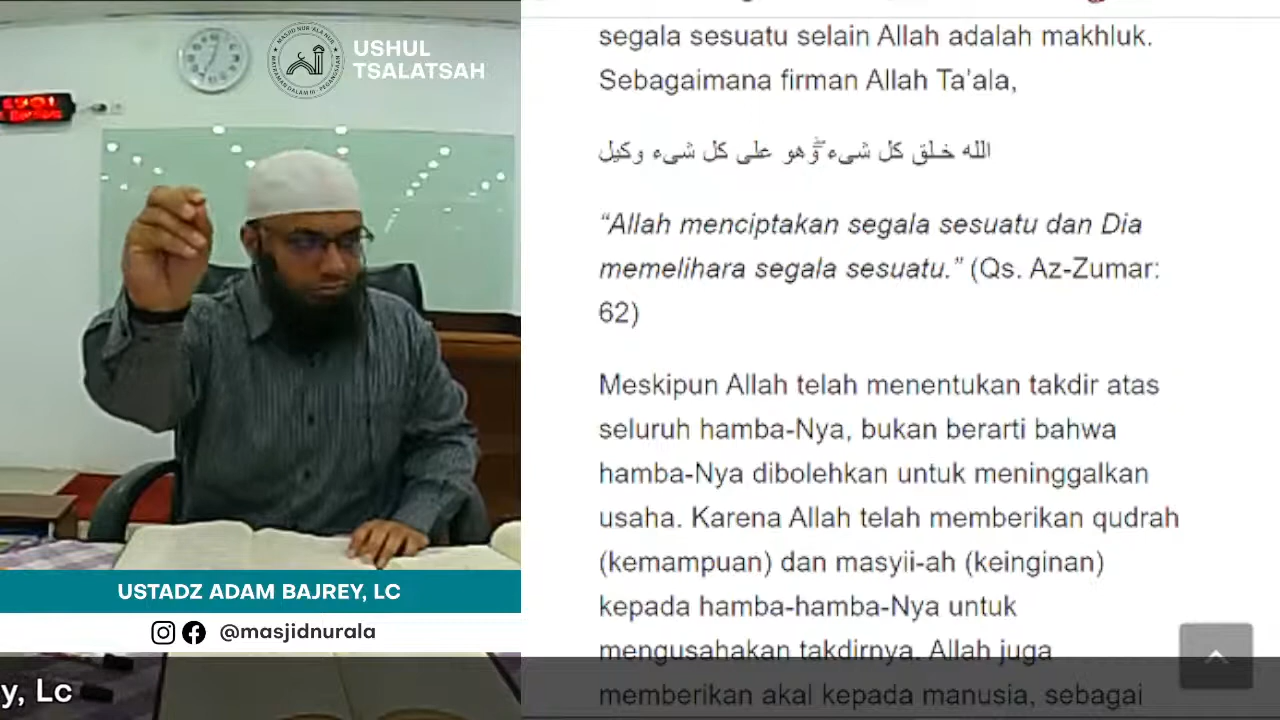 USHUL
TSALATSAH
segala sesuatu selain Allah adalah makhluk.
Sebagaimana firman Allah Ta'ala,
الله خلق كل شىء ۖ وهو على كل شىء وكيل
“Allah menciptakan segala sesuatu dan Dia
memelihara segala sesuatu.” (Qs. Az-Zumar:
62)
Meskipun Allah telah menentukan takdir atas
seluruh hamba-Nya, bukan berarti bahwa
hamba-Nya dibolehkan untuk meninggalkan
usaha. Karena Allah telah memberikan qudrah
(kemampuan) dan masyii-ah (keinginan)
kepada hamba-hamba-Nya untuk
mengusahakan takdirnya. Allah juga
memberikan akal kepada manusia, sebagai
USTADZ ADAM BAJREY, LC
@masjidnurala
y, Lc